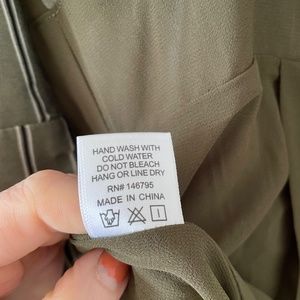 HAND WASH WITH
COLD WATER
DO NOT BLEACH
HANG OR LINE DRY
RN# 146795
MADE IN CHINA